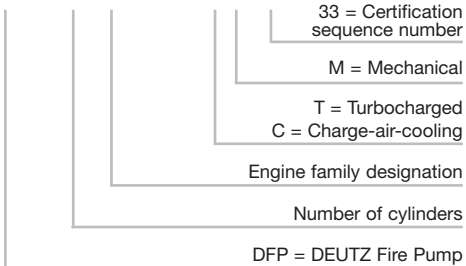 33 = Certification
sequence number
M = Mechanical
T = Turbocharged
C = Charge-air-cooling
Engine family designation
Number of cylinders
DFP = DEUTZ Fire Pump